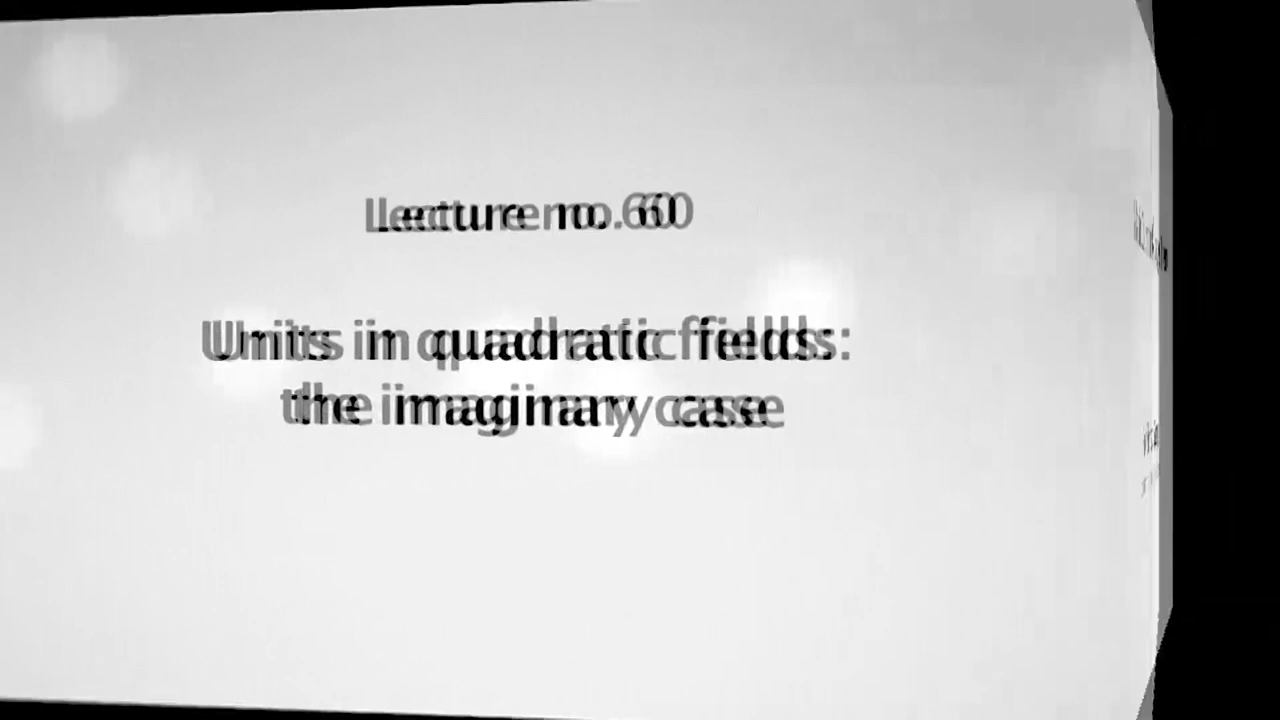 Lecture no. 60
Units in quadratic fields:
the imaginary case